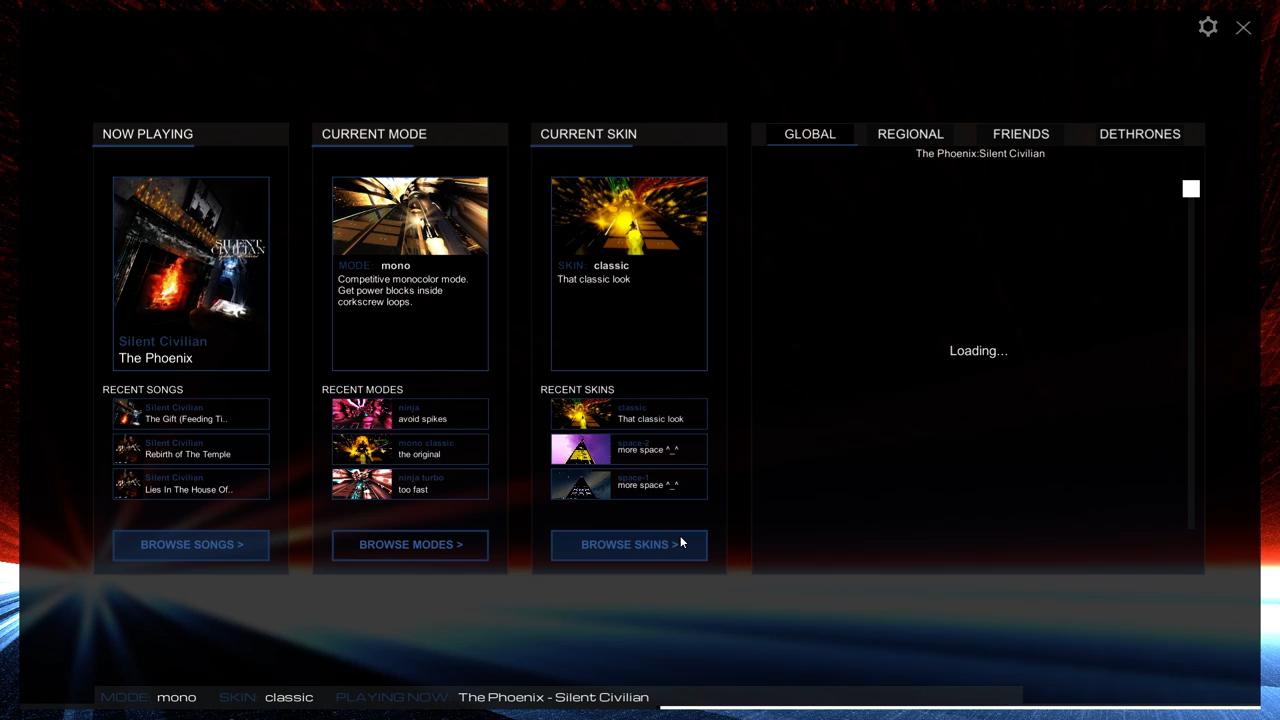 NOW PLAYING
SILENT CIVILIAN
Silent Civilian
The Phoenix
RECENT SONGS
Silent Civilian
The Gift (Feeding Ti..
Silent Civilian
Rebirth of The Temple
Silent Civilian
Lies In The House Of..
BROWSE SONGS >
CURRENT MODE
MODE: mono
Competitive monocolor mode.
Get power blocks inside
corkscrew loops.
RECENT MODES
ninja
avoid spikes
mono classic
the original
ninja turbo
too fast
BROWSE MODES >
CURRENT SKIN
SKIN: classic
That classic look
RECENT SKINS
classic
That classic look
space-2
more space ^_^
space-1
more space ^_^
BROWSE SKINS >
GLOBAL REGIONAL FRIENDS DETHRONES
The Phoenix:Silent Civilian
Loading...
MODE: mono SKIN: classic PLAYING NOW: The Phoenix - Silent Civilian